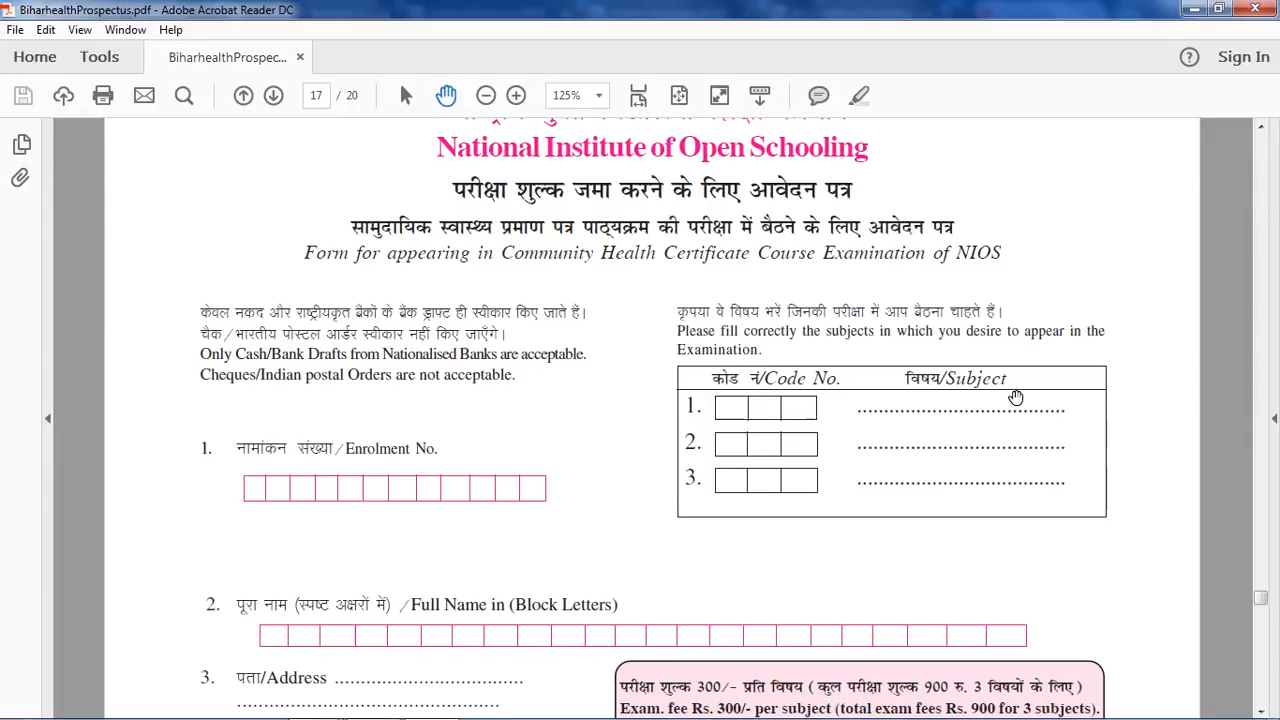 BiharhealthProspectus.pdf - Adobe Acrobat Reader DC
File Edit View Window Help
Home Tools BiharhealthProspec... × ? Sign In
17 / 20 125%
National Institute of Open Schooling
परीक्षा शुल्क जमा करने के लिए आवेदन पत्र
सामुदायिक स्वास्थ्य प्रमाण पत्र पाठ्यक्रम की परीक्षा में बैठने के लिए आवेदन पत्र
Form for appearing in Community Health Certificate Course Examination of NIOS
केवल नकद और राष्ट्रीयकृत बैंकों के बैंक ड्राफ्ट ही स्वीकार किए जाते हैं।
चैक/भारतीय पोस्टल आर्डर स्वीकार नहीं किए जाएँगे।
Only Cash/Bank Drafts from Nationalised Banks are acceptable.
Cheques/Indian postal Orders are not acceptable.
कृपया वे विषय भरें जिनकी परीक्षा में आप बैठना चाहते हैं।
Please fill correctly the subjects in which you desire to appear in the
Examination.
कोड नं/Code No. विषय/Subject
1. .......................................
2. .......................................
3. .......................................
1. नामांकन संख्या/Enrolment No.
2. पूरा नाम (स्पष्ट अक्षरों में) /Full Name in (Block Letters)
3. पता/Address ...................................
.................................................
परीक्षा शुल्क 300/- प्रति विषय (कुल परीक्षा शुल्क 900 रु. 3 विषयों के लिए)
Exam. fee Rs. 300/- per subject (total exam fees Rs. 900 for 3 subjects).